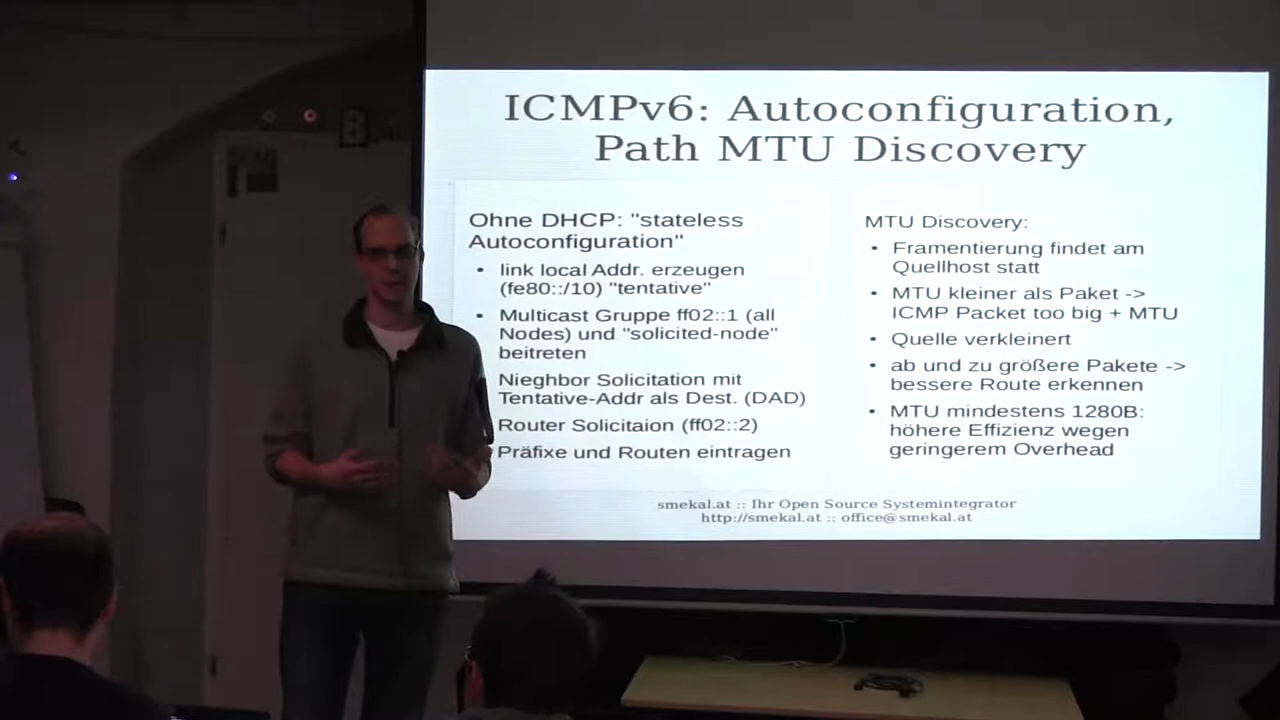 ICMPv6: Autoconfiguration,
Path MTU Discovery
Ohne DHCP: "stateless
Autoconfiguration"
• link local Addr. erzeugen
(fe80::/10) "tentative"
• Multicast Gruppe ff02::1 (all
Nodes) und "solicited-node"
beitreten
Nieghbor Solicitation mit
Tentative-Addr als Dest. (DAD)
Router Solicitaion (ff02::2)
Präfixe und Routen eintragen
MTU Discovery:
• Framentierung findet am
Quellhost statt
• MTU kleiner als Paket ->
ICMP Packet too big + MTU
• Quelle verkleinert
• ab und zu größere Pakete ->
bessere Route erkennen
• MTU mindestens 1280B:
höhere Effizienz wegen
geringerem Overhead
smekal.at :: Ihr Open Source Systemintegrator
http://smekal.at :: office@smekal.at